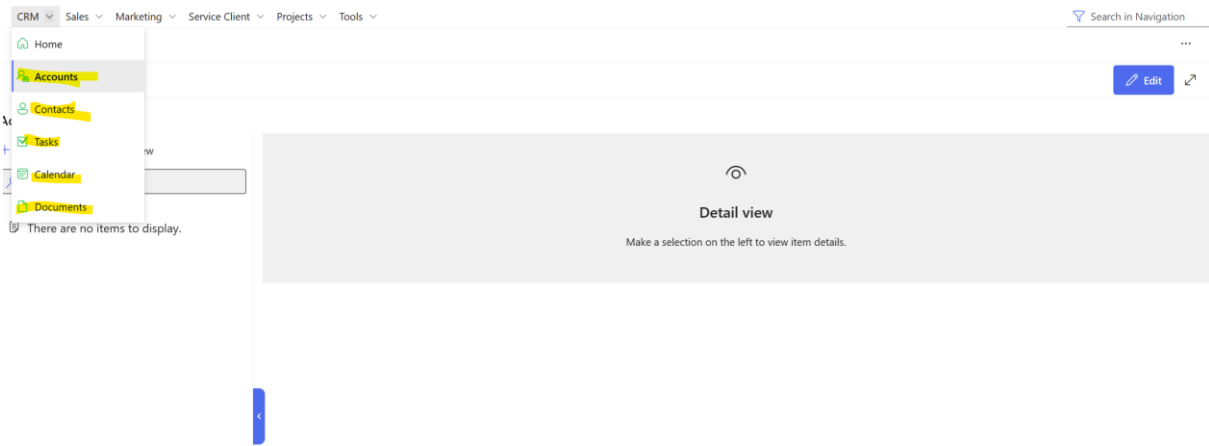 CRM Sales Marketing Service Client Projects Tools Search in Navigation
Home
Accounts
Edit
Contacts
Tasks
Calendar
Documents
There are no items to display.
Detail view
Make a selection on the left to view item details.